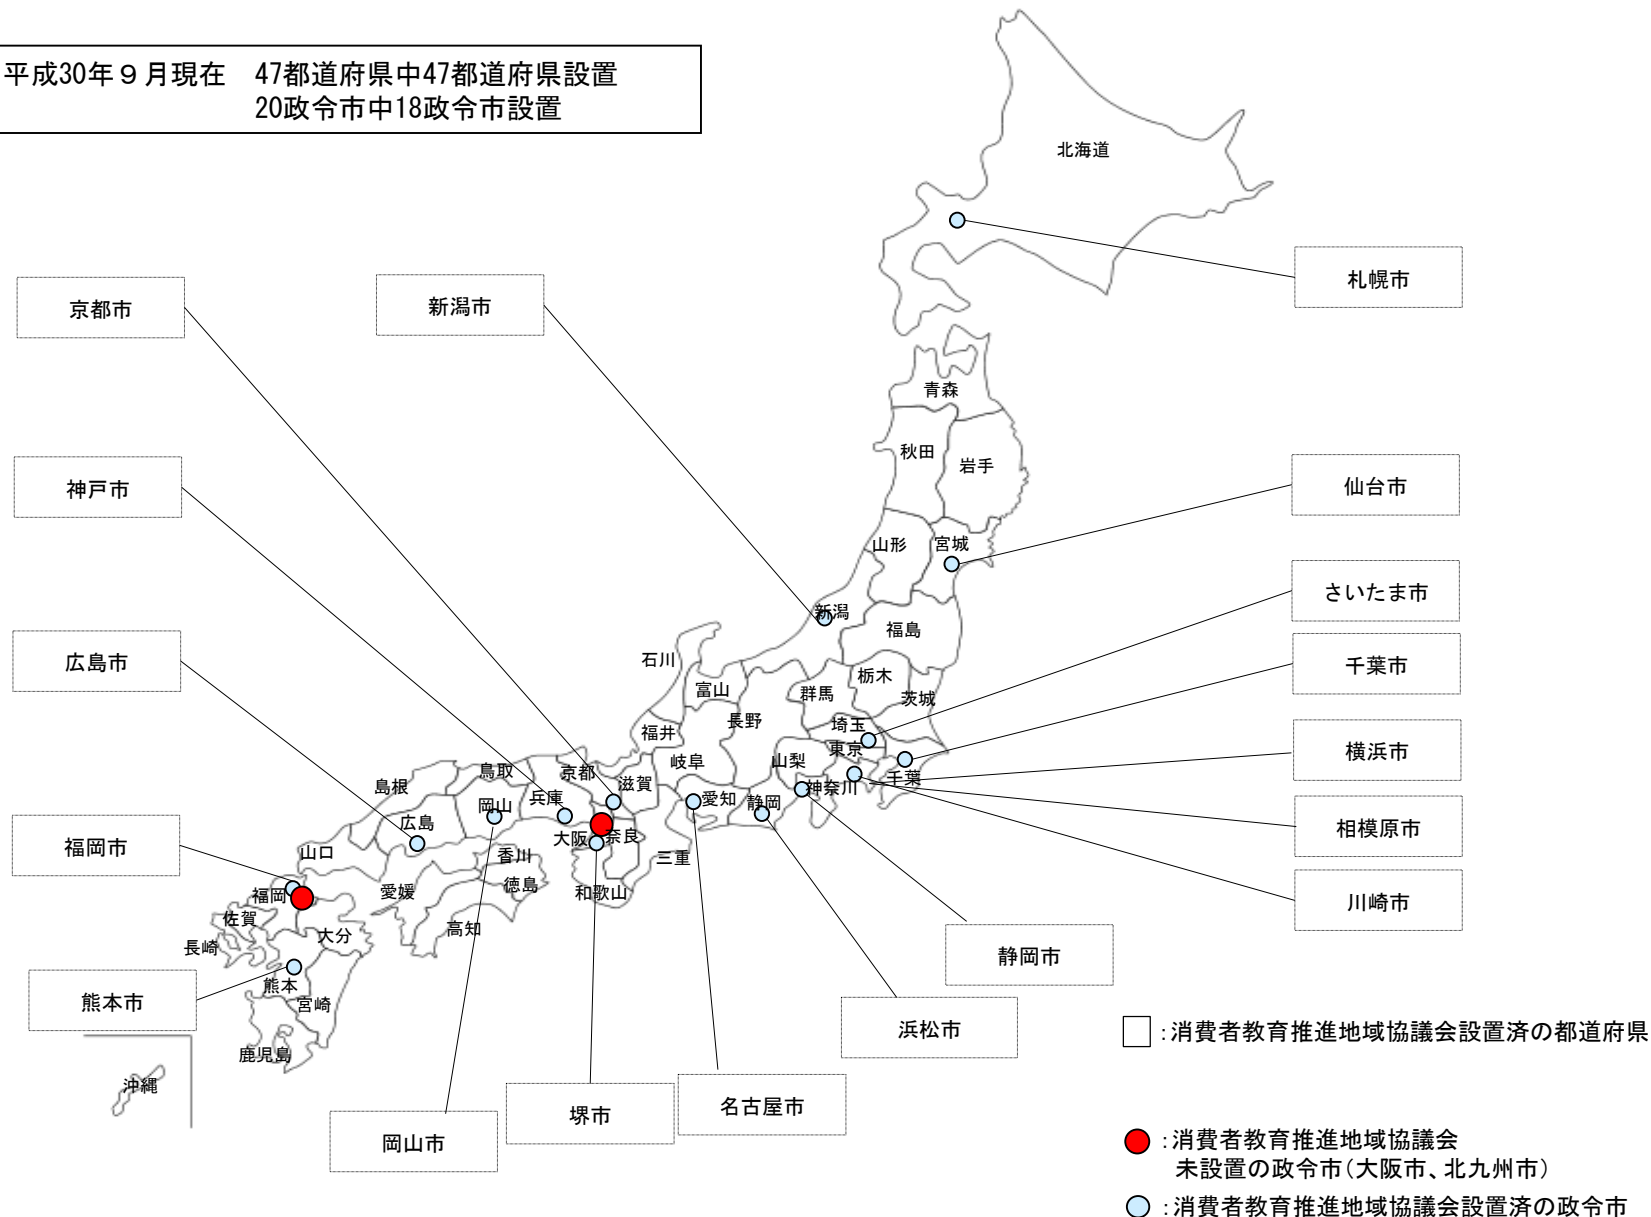 平成30年９月現在　47都道府県中47都道府県設置
20政令市中18政令市設置
北海道
札幌市
京都市
新潟市
青森
秋田
岩手
神戸市
仙台市
山形
宮城
さいたま市
新潟
福島
広島市
石川
千葉市
栃木
富山
群馬
茨城
長野
埼玉
福井
東京
横浜市
岐阜
山梨
鳥取
京都
滋賀
千葉
島根
神奈川
兵庫
愛知
静岡
岡山
広島
相模原市
大阪
奈良
福岡市
山口
香川
三重
徳島
愛媛
和歌山
福岡
川崎市
佐賀
高知
大分
長崎
静岡市
熊本
熊本市
宮崎
浜松市
:消費者教育推進地域協議会設置済の都道府県
鹿児島
沖縄
名古屋市
堺市
岡山市
:消費者教育推進地域協議会
未設置の政令市（大阪市、北九州市）
:消費者教育推進地域協議会設置済の政令市